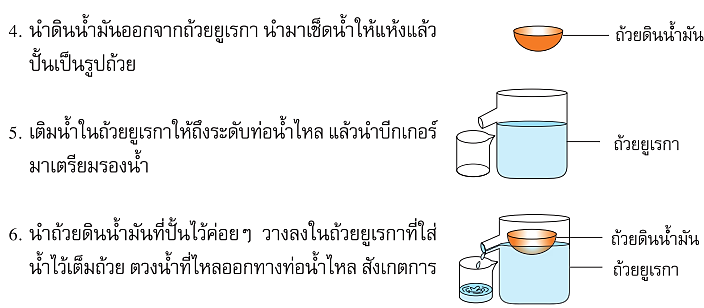 4. นำดินน้ำมันออกจากถ้วยยูเรกา นำมาเช็ดน้ำให้แห้งแล้ว
ปั้นเป็นรูปถ้วย
ถ้วยดินน้ำมัน
5. เติมน้ำในถ้วยยูเรกาให้ถึงระดับท่อน้ำไหล แล้วนำบีกเกอร์
มาเตรียมรองน้ำ
ถ้วยยูเรกา
6. นำถ้วยดินน้ำมันที่ปั้นไว้ค่อยๆ วางลงในถ้วยยูเรกาที่ใส่
น้ำไว้เต็มถ้วย ตวงน้ำที่ไหลออกทางท่อน้ำไหล สังเกตการ
ถ้วยดินน้ำมัน
ถ้วยยูเรกา